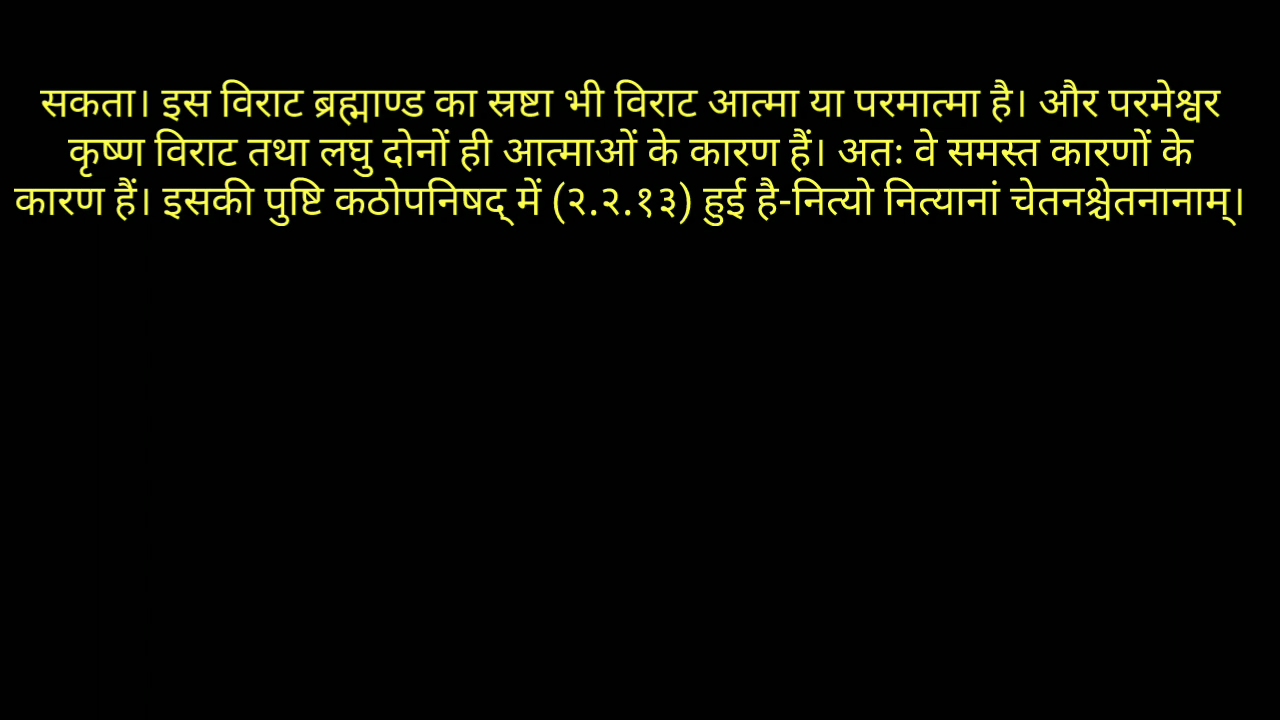 सकता। इस विराट ब्रह्माण्ड का स्रष्टा भी विराट आत्मा या परमात्मा है। और परमेश्वर
कृष्ण विराट तथा लघु दोनों ही आत्माओं के कारण हैं। अतः वे समस्त कारणों के
कारण हैं। इसकी पुष्टि कठोपनिषद् में (२.२.१३) हुई है-नित्यो नित्यानां चेतनश्चेतनानाम्।